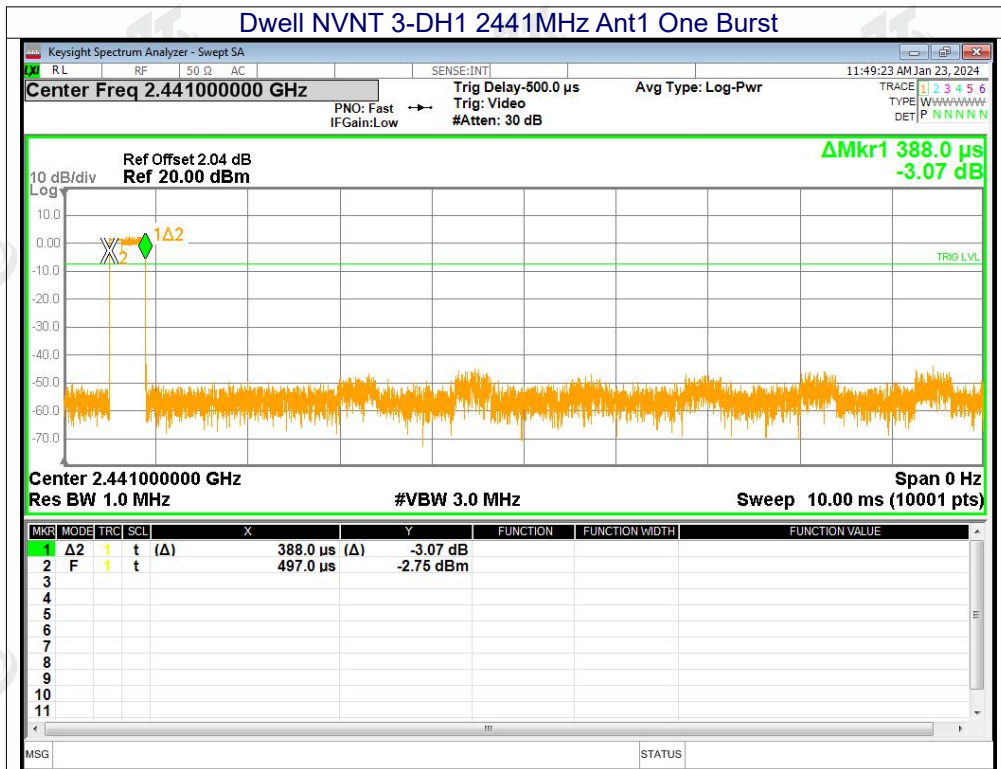 Dwell NVNT 3-DH1 2441MHz Ant1 One Burst
Keysight Spectrum Analyzer - Swept SA
LXI RL RF 50 Ω AC SENSE:INT 11:49:23 AM Jan 23, 2024
Center Freq 2.441000000 GHz
PNO: Fast
IFGain:Low
Trig Delay-500.0 µs
Trig: Video
#Atten: 30 dB
Avg Type: Log-Pwr
TRACE 1 2 3 4 5 6
TYPE WWWWWWW
DET P N N N N N
ΔMkr1 388.0 µs
-3.07 dB
Ref Offset 2.04 dB
10 dB/div Ref 20.00 dBm
Log
10.0
0.00
1Δ2
2
TRIG LVL
-10.0
-20.0
-30.0
-40.0
-50.0
-60.0
-70.0
Center 2.441000000 GHz Span 0 Hz
Res BW 1.0 MHz #VBW 3.0 MHz Sweep 10.00 ms (10001 pts)
MKR MODE TRC SCL X Y FUNCTION FUNCTION WIDTH FUNCTION VALUE
1 Δ2 1 t (Δ) 388.0 µs (Δ) -3.07 dB
2 F 1 t 497.0 µs -2.75 dBm
3
4
5
6
7
8
9
10
11
MSG STATUS